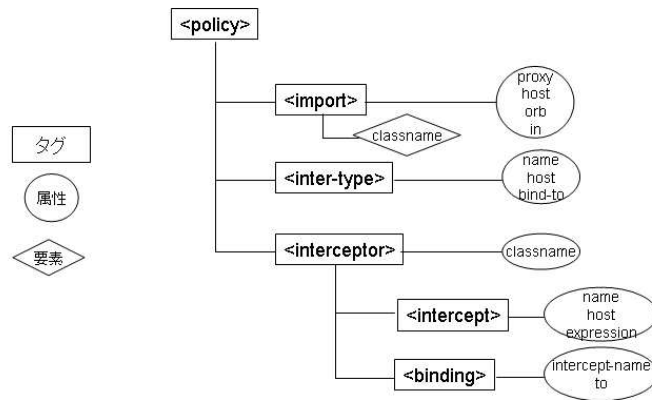 <policy>
<import>
proxy
host
orb
in
classname
タグ
<inter-type>
name
host
bind-to
属性
<interceptor>
classname
要素
<intercept>
name
host
expression
<binding>
intercept-name
to